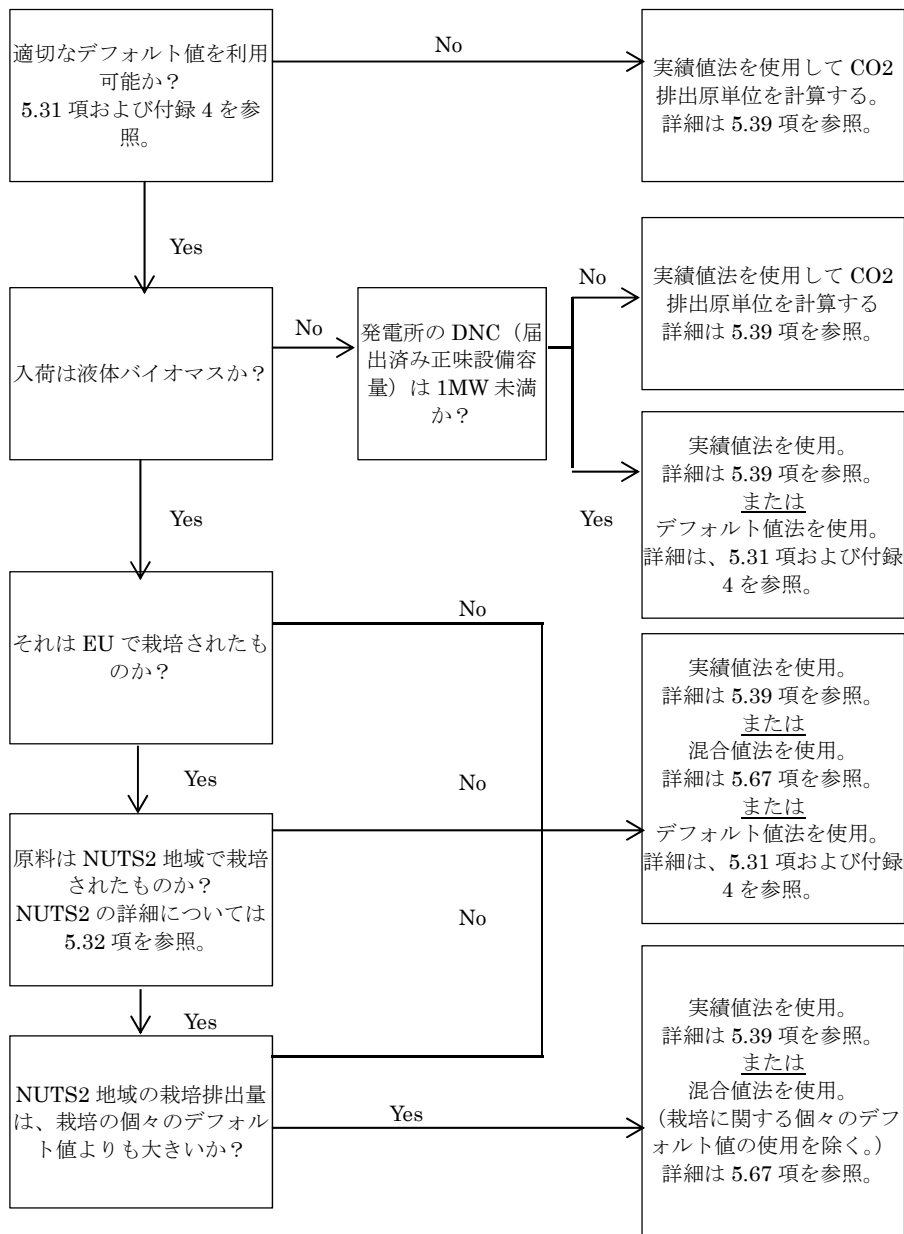 適切なデフォルト値を利用
可能か？
5.31 項および付録 4 を参
照。
No
実績値法を使用して CO2
排出原単位を計算する。
詳細は 5.39 項を参照。
Yes
入荷は液体バイオマスか？
No
発電所の DNC（届
出済み正味設備容
量）は 1MW 未満
か？
No
実績値法を使用して CO2
排出原単位を計算する
詳細は 5.39 項を参照。
Yes
実績値法を使用。
詳細は 5.39 項を参照。
または
デフォルト値法を使用。
詳細は、5.31 項および付録
4 を参照。
Yes
それは EU で栽培されたも
のか？
No
Yes
原料は NUTS2 地域で栽培
されたものか？
NUTS2 の詳細については
5.32 項を参照。
No
実績値法を使用。
詳細は 5.39 項を参照。
または
混合値法を使用。
詳細は 5.67 項を参照。
または
デフォルト値法を使用。
詳細は、5.31 項および付録
4 を参照。
No
Yes
NUTS2 地域の栽培排出量
は、栽培の個々のデフォル
ト値よりも大きいか？
Yes
実績値法を使用。
詳細は 5.39 項を参照。
または
混合値法を使用。
（栽培に関する個々のデフ
ォルト値の使用を除く。）
詳細は 5.67 項を参照。